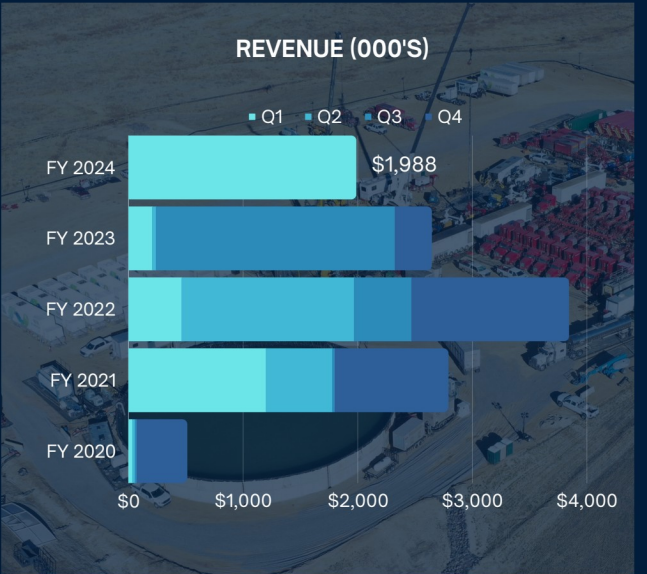 REVENUE (000'S)
Q1 Q2 Q3 Q4
FY 2024 $1,988
FY 2023
FY 2022
FY 2021
FY 2020
$0 $1,000 $2,000 $3,000 $4,000